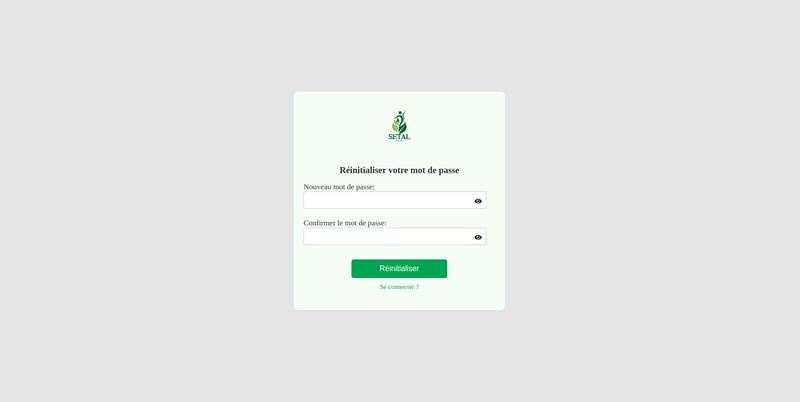 SETAL
Réinitialiser votre mot de passe
Nouveau mot de passe:
Confirmer le mot de passe:
Réinitialiser
Se connecter ?